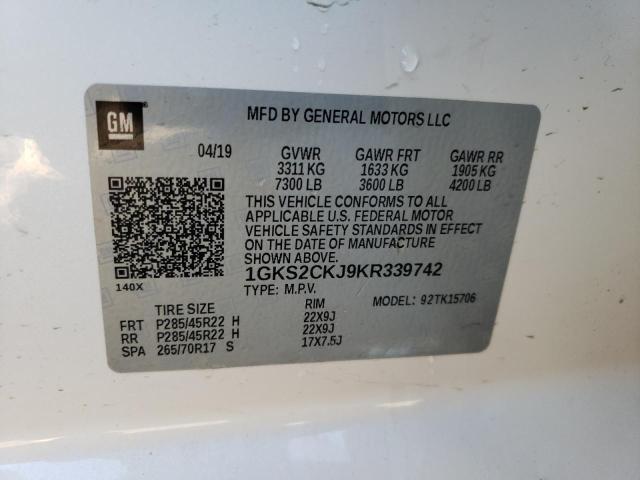 GM
MFD BY GENERAL MOTORS LLC
04/19 GVWR GAWR FRT GAWR RR
3311 KG 1633 KG 1905 KG
7300 LB 3600 LB 4200 LB
THIS VEHICLE CONFORMS TO ALL
APPLICABLE U.S. FEDERAL MOTOR
VEHICLE SAFETY STANDARDS IN EFFECT
ON THE DATE OF MANUFACTURE
SHOWN ABOVE.
1GKS2CKJ9KR339742
140X
TYPE: M.P.V.
MODEL: 92TK15706
TIRE SIZE RIM
FRT P285/45R22 H 22X9J
RR P285/45R22 H 22X9J
SPA 265/70R17 S 17X7.5J